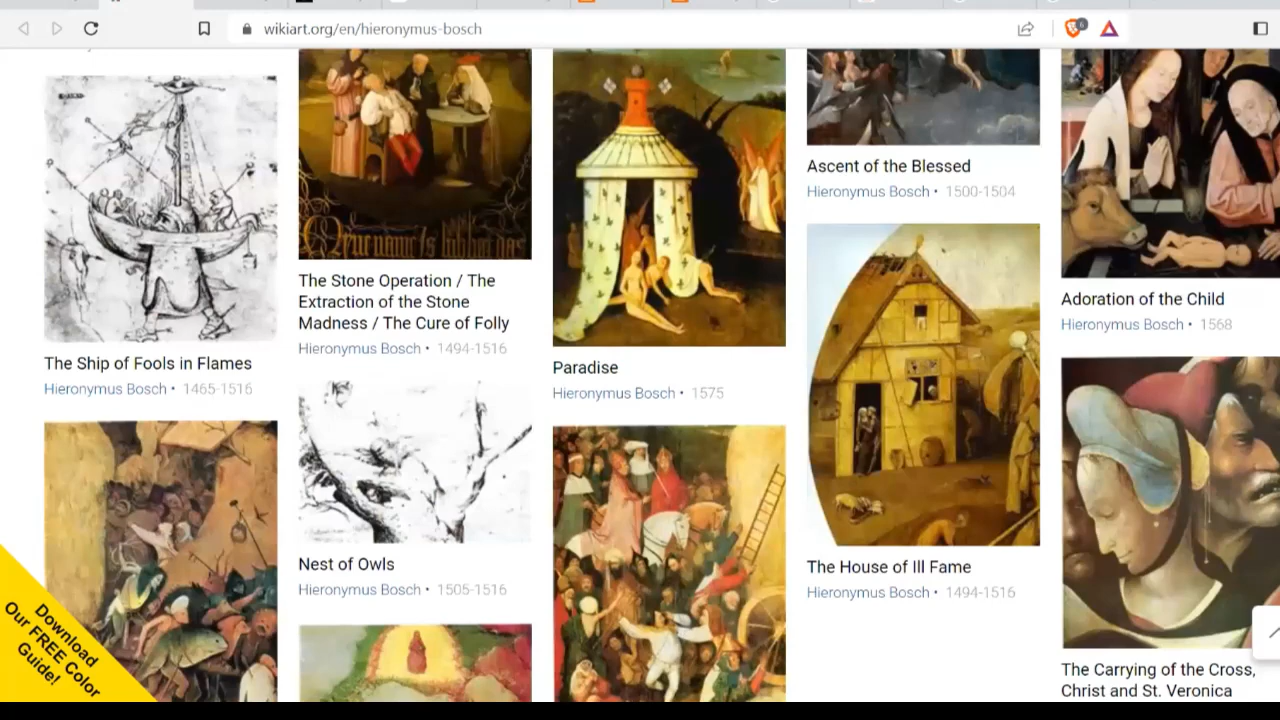 wikiart.org/en/hieronymus-bosch
6
The Ship of Fools in Flames
Hieronymus Bosch • 1465-1516
The Stone Operation / The
Extraction of the Stone
Madness / The Cure of Folly
Hieronymus Bosch • 1494-1516
Nest of Owls
Hieronymus Bosch • 1505-1516
Paradise
Hieronymus Bosch • 1575
Ascent of the Blessed
Hieronymus Bosch • 1500-1504
The House of Ill Fame
Hieronymus Bosch • 1494-1516
Adoration of the Child
Hieronymus Bosch • 1568
The Carrying of the Cross,
Christ and St. Veronica
Download
Our FREE Color
Guide!